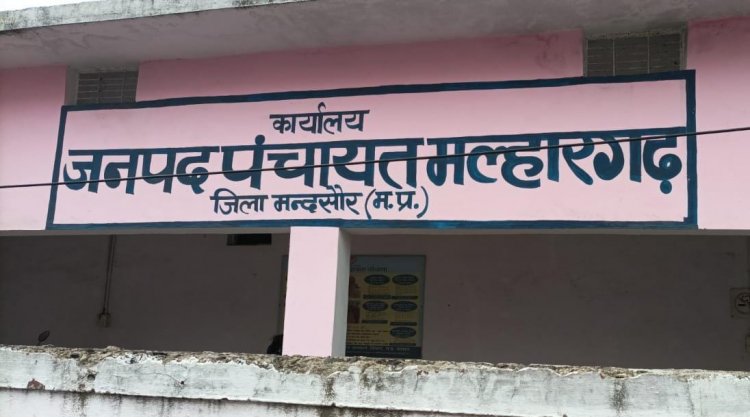 कार्यालय
जनपद पंचायत मल्हारगढ़
जिला मन्दसौर (म.प्र.)